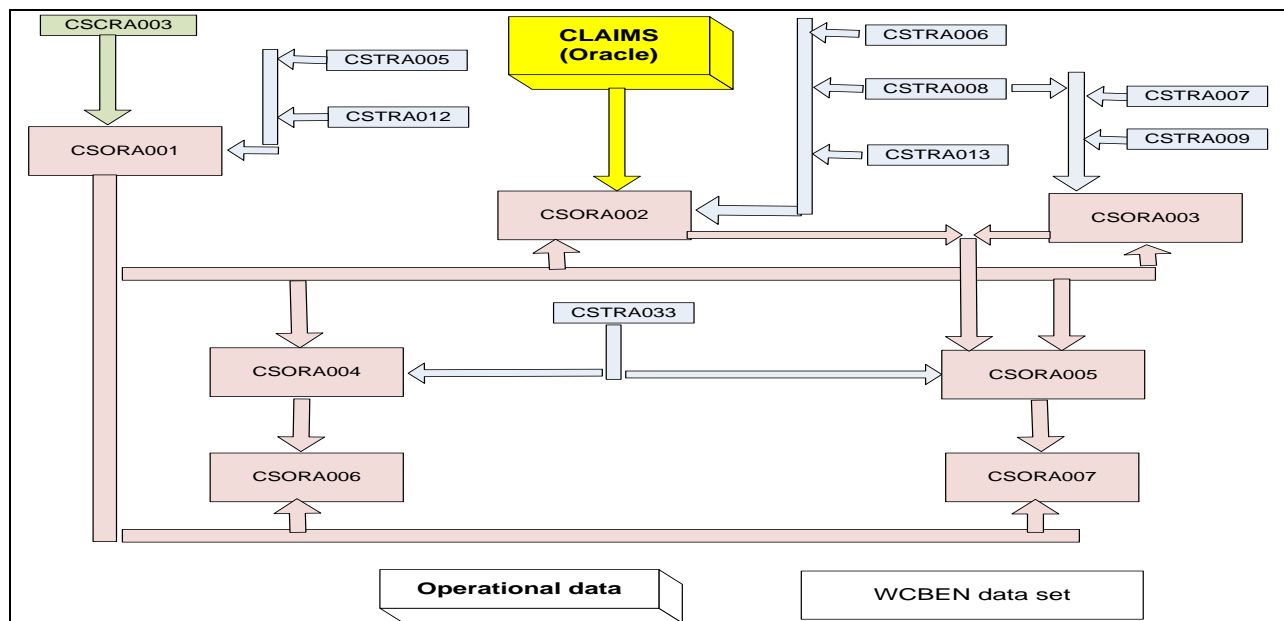 CSCRA003
CLAIMS
(Oracle)
CSTRA006
CSTRA005
CSTRA008
CSTRA007
CSTRA012
CSTRA009
CSORA001
CSTRA013
CSORA002
CSORA003
CSTRA033
CSORA004
CSORA005
CSORA006
CSORA007
Operational data
WCBEN data set